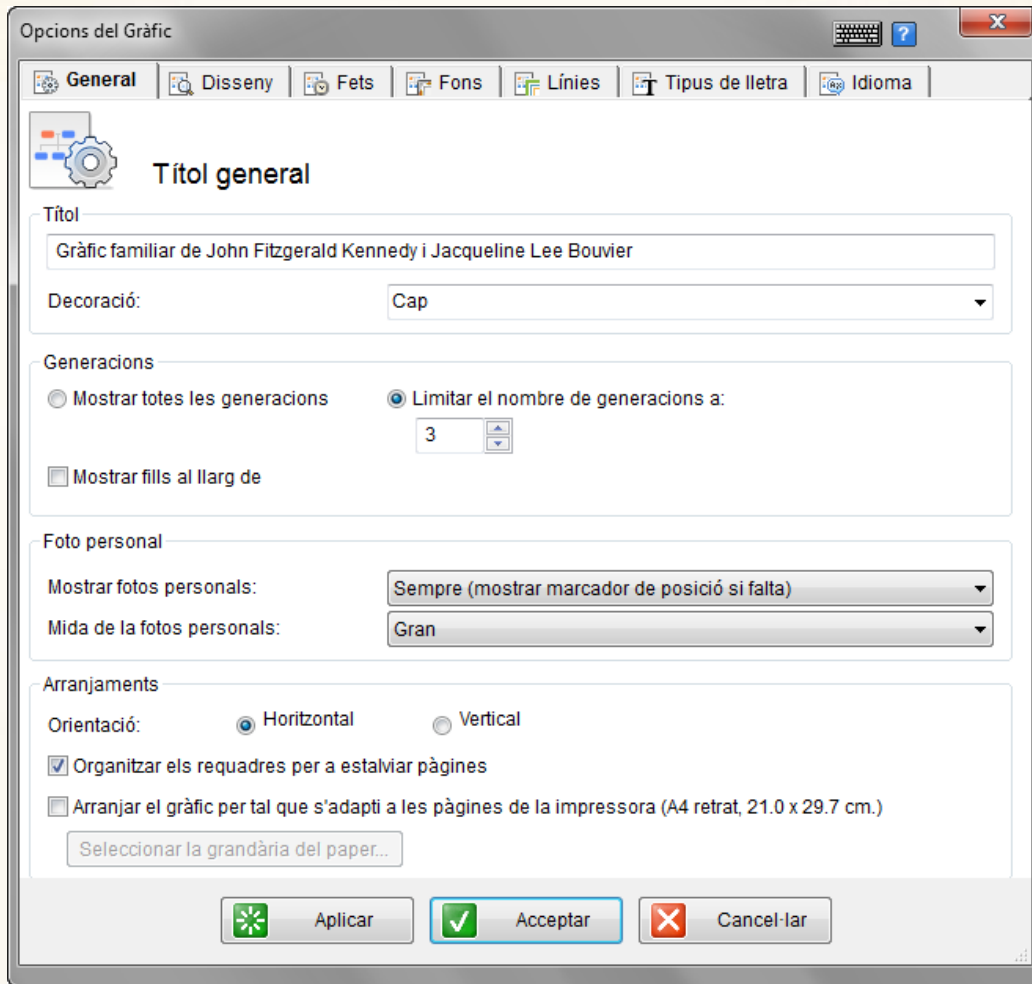 Opcions del Gràfic
?
General Disseny Fets Fons Línies Tipus de lletra Idioma
Títol general
Títol
Gràfic familiar de John Fitzgerald Kennedy i Jacqueline Lee Bouvier
Decoració: Cap
Generacions
Mostrar totes les generacions Limitar el nombre de generacions a:
3
Mostrar fills al llarg de
Foto personal
Mostrar fotos personals: Sempre (mostrar marcador de posició si falta)
Mida de la fotos personals: Gran
Arranjaments
Orientació: Horitzontal Vertical
Organitzar els requadres per a estalviar pàgines
Arranjar el gràfic per tal que s'adapti a les pàgines de la impressora (A4 retrat, 21.0 x 29.7 cm.)
Seleccionar la grandària del paper...
Aplicar Acceptar Cancel·lar